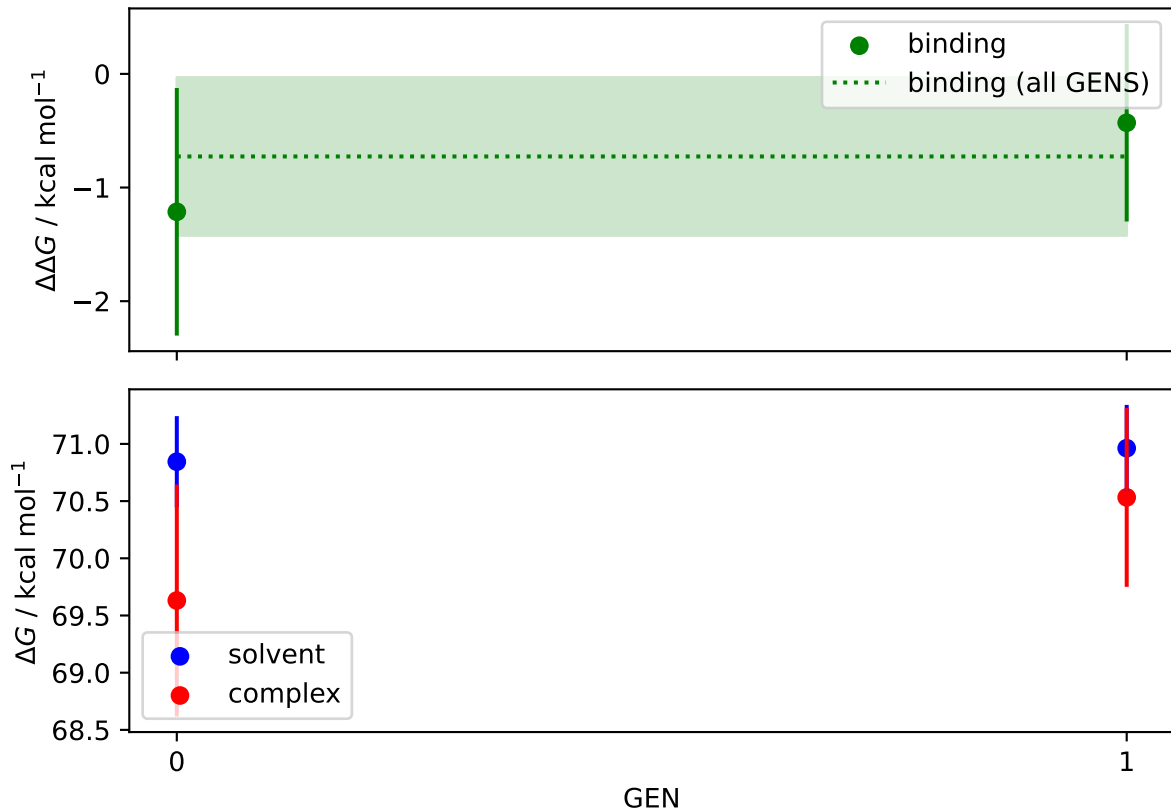 ΔΔG / kcal mol⁻¹
0
−1
−2
binding
binding (all GENS)
ΔG / kcal mol⁻¹
71.0
70.5
70.0
69.5
69.0
68.5
solvent
complex
0
1
GEN